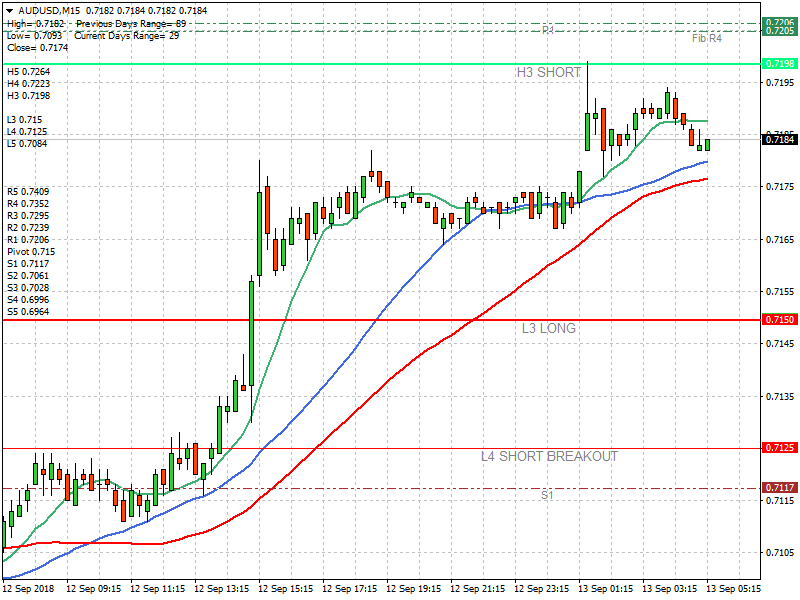 AUDUSD,M15 0.7182 0.7184 0.7182 0.7184
High= 0.7182 Previous Days Range= 89
Low= 0.7093 Current Days Range= 29
Close= 0.7174
H5 0.7264
H4 0.7223
H3 0.7198
L3 0.715
L4 0.7125
L5 0.7084
R5 0.7409
R4 0.7352
R3 0.7295
R2 0.7239
R1 0.7206
Pivot 0.715
S1 0.7117
S2 0.7061
S3 0.7028
S4 0.6996
S5 0.6964
R1
Fib R4
H3 SHORT
L3 LONG
L4 SHORT BREAKOUT
S1
0.7206
0.7205
0.7198
0.7195
0.7184
0.7175
0.7165
0.7155
0.7150
0.7145
0.7135
0.7125
0.7117
0.7115
0.7105
12 Sep 2018
12 Sep 09:15
12 Sep 11:15
12 Sep 13:15
12 Sep 15:15
12 Sep 17:15
12 Sep 19:15
12 Sep 21:15
12 Sep 23:15
13 Sep 01:15
13 Sep 03:15
13 Sep 05:15